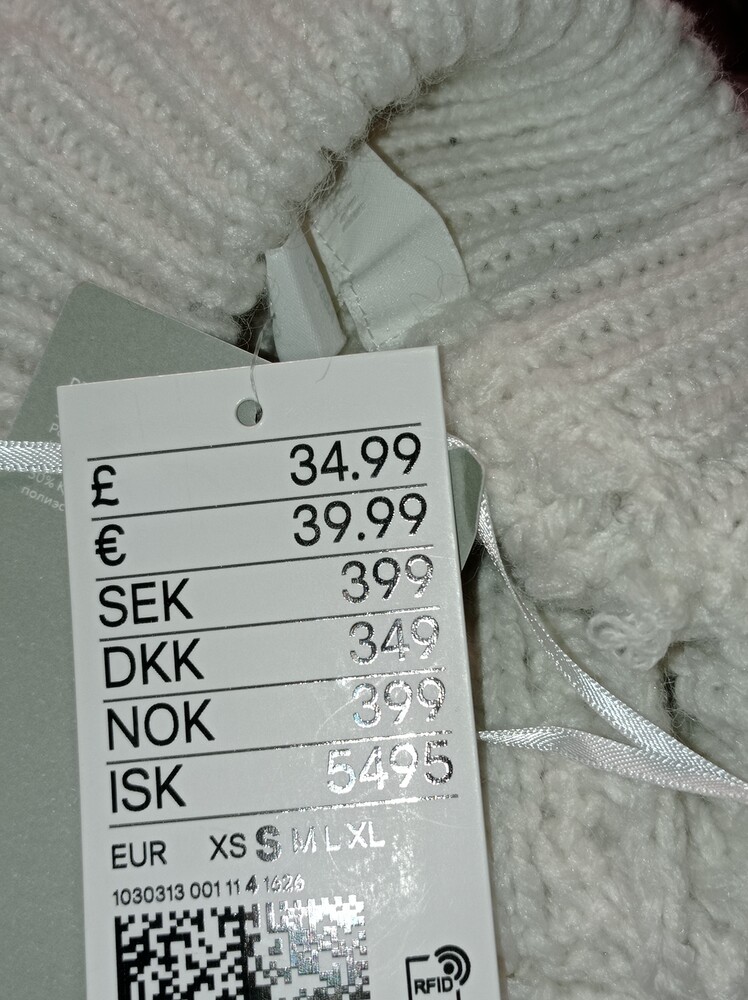 £ 34.99
€ 39.99
SEK 399
DKK 349
NOK 399
ISK 5495
EUR XS S M L XL
1030313 001 11 4 1626
RFID